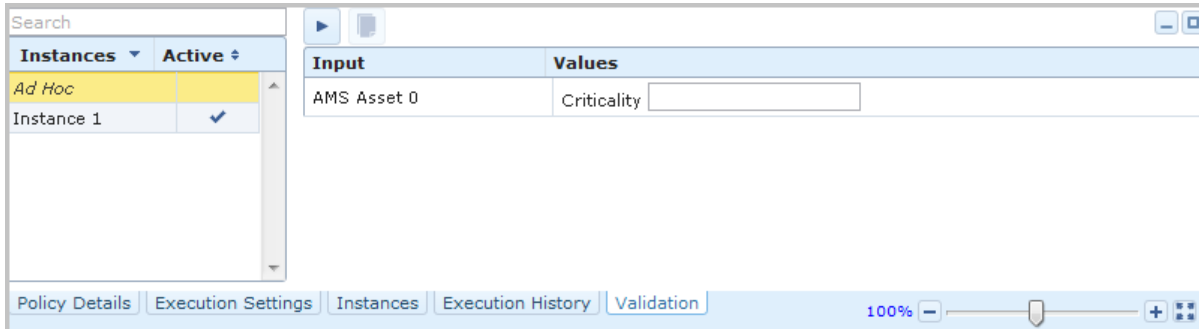 Search
Instances Active
Ad Hoc
Instance 1
Input Values
AMS Asset 0 Criticality
Policy Details Execution Settings Instances Execution History Validation
100%